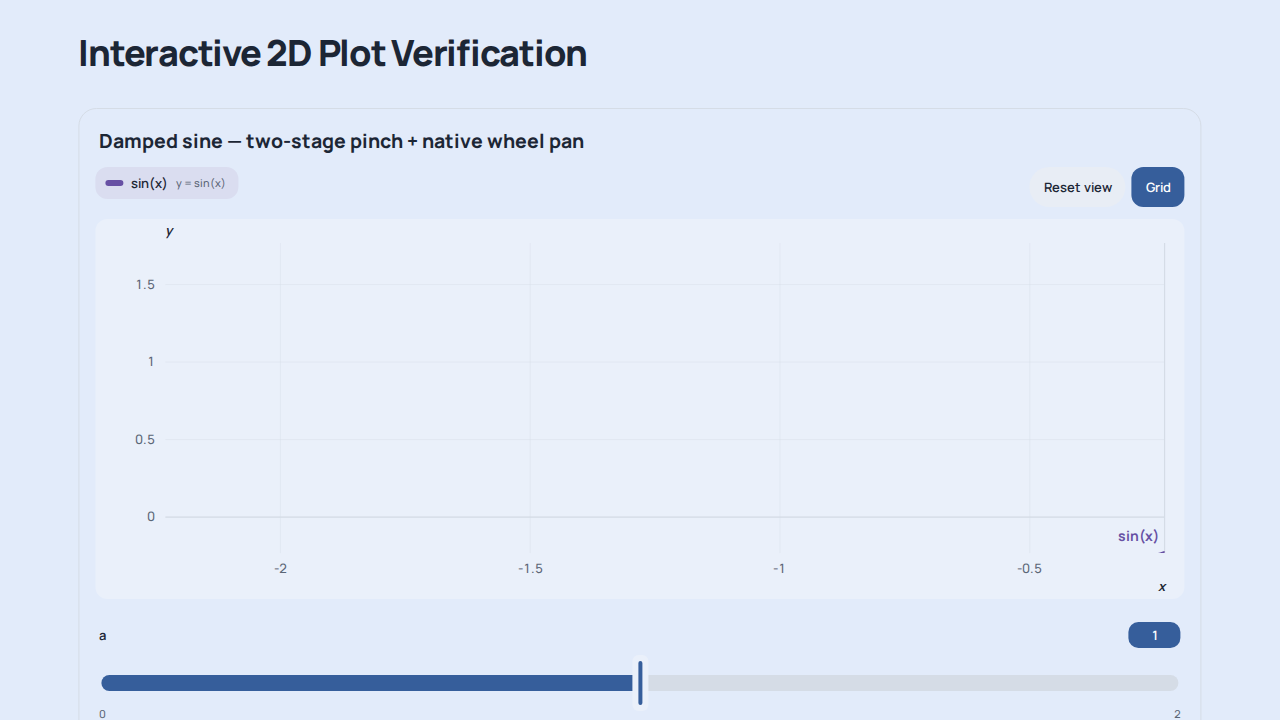 Interactive 2D Plot Verification
Damped sine — two-stage pinch + native wheel pan
sin(x) y = sin(x)
Reset view
Grid
y
1.5
1
0.5
0
sin(x)
-2
-1.5
-1
-0.5
x
a
1
0
2